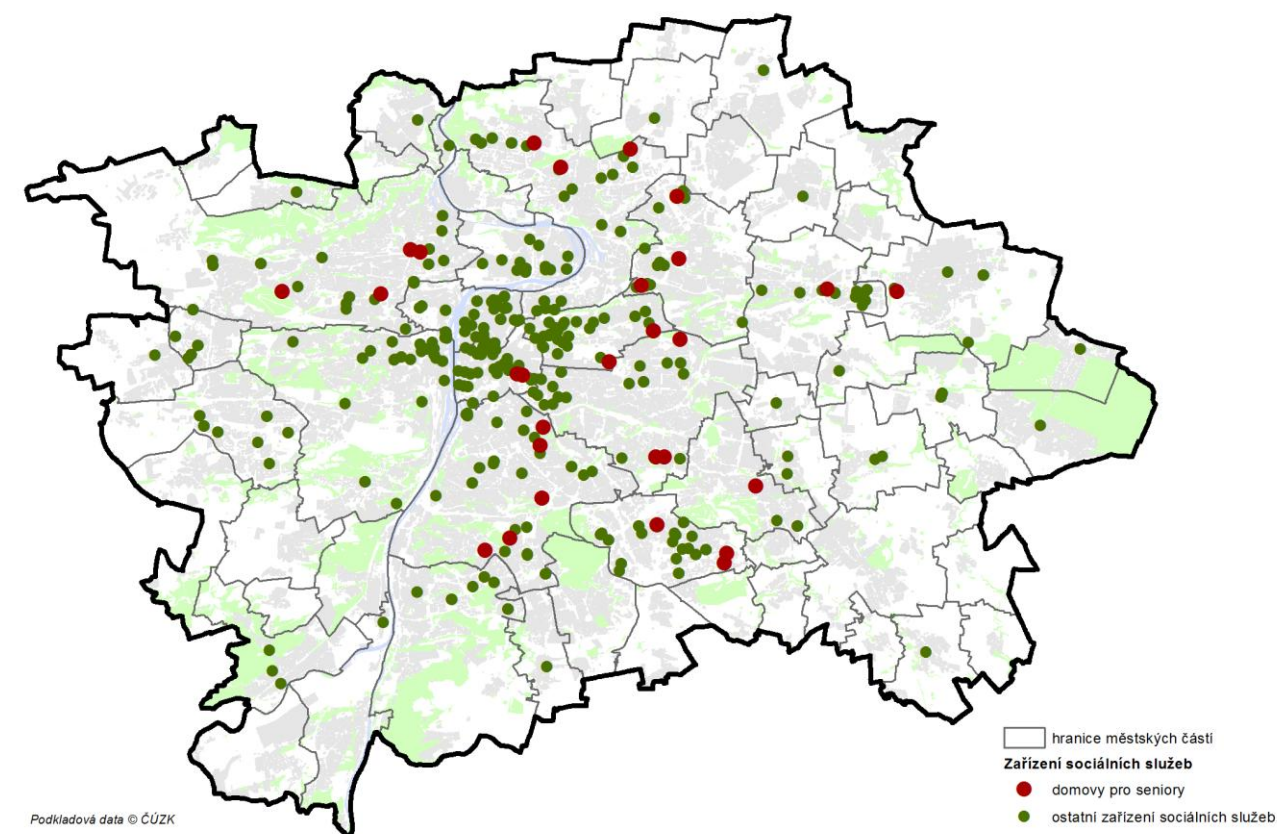 hranice městských částí
Zařízení sociálních služeb
domovy pro seniory
ostatní zařízení sociálních služeb
Podkladová data © ČÚZK